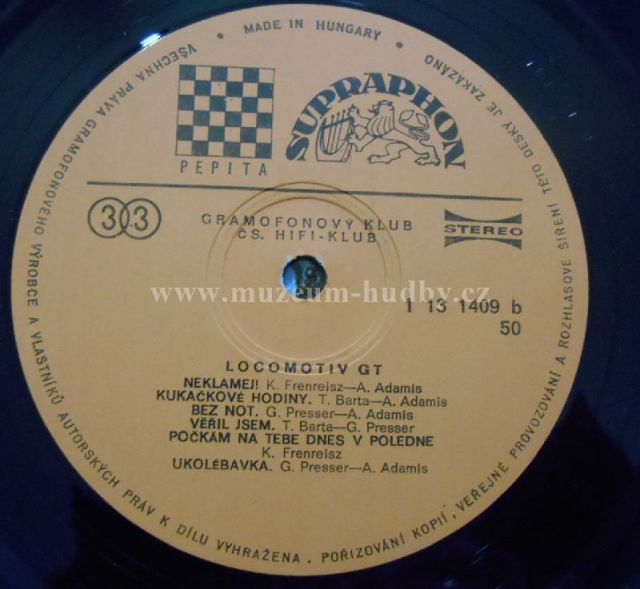 MADE IN HUNGARY
VŠECHNA PRÁVA GRAMOFONOVÉHO VÝROBCE A VLASTNÍKŮ AUTORSKÝCH PRÁV K DÍLU VYHRAŽENA. POŘIZOVÁNÍ KOPIÍ, VEŘEJNÉ PROVOZOVÁNÍ A ROZHLASOVÉ ŠÍŘENÍ TÉTO DESKY JE ZAKÁZÁNO
PEPITA
SUPRAPHON
33
GRAMOFONOVÝ KLUB
ČS. HIFI-KLUB
STEREO
www.muzeum-hudby.cz
1 13 1409 b
50
LOCOMOTIV GT
NEKLAMEJ! K. Frenreisz—A. Adamis
KUKAČKOVÉ HODINY. T. Barta—A. Adamis
BEZ NOT. G. Presser—A. Adamis
VĚŘIL JSEM. T. Barta—G. Presser
POČKÁM NA TEBE DNES V POLEDNE
K. Frenreisz
UKOLÉBAVKA. G. Presser—A. Adamis